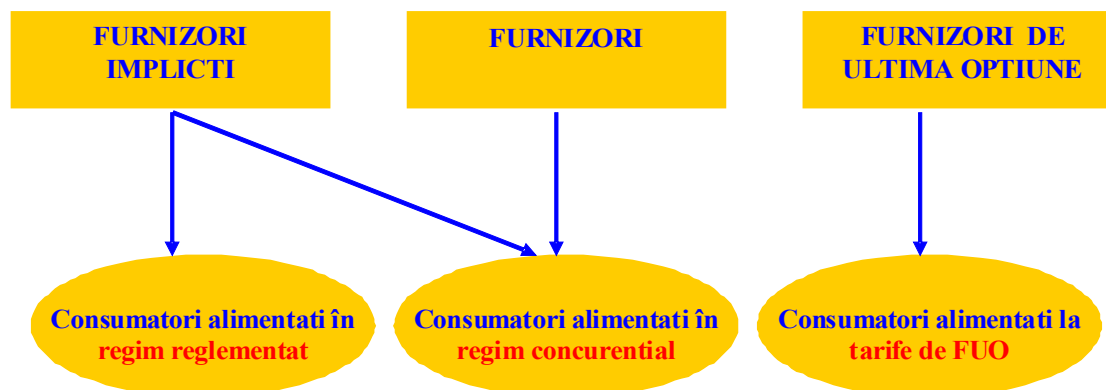 FURNIZORI
IMPLICTI
FURNIZORI
FURNIZORI DE
ULTIMA OPTIUNE
Consumatori alimentati în
regim reglementat
Consumatori alimentati în
regim concurential
Consumatori alimentati la
tarife de FUO